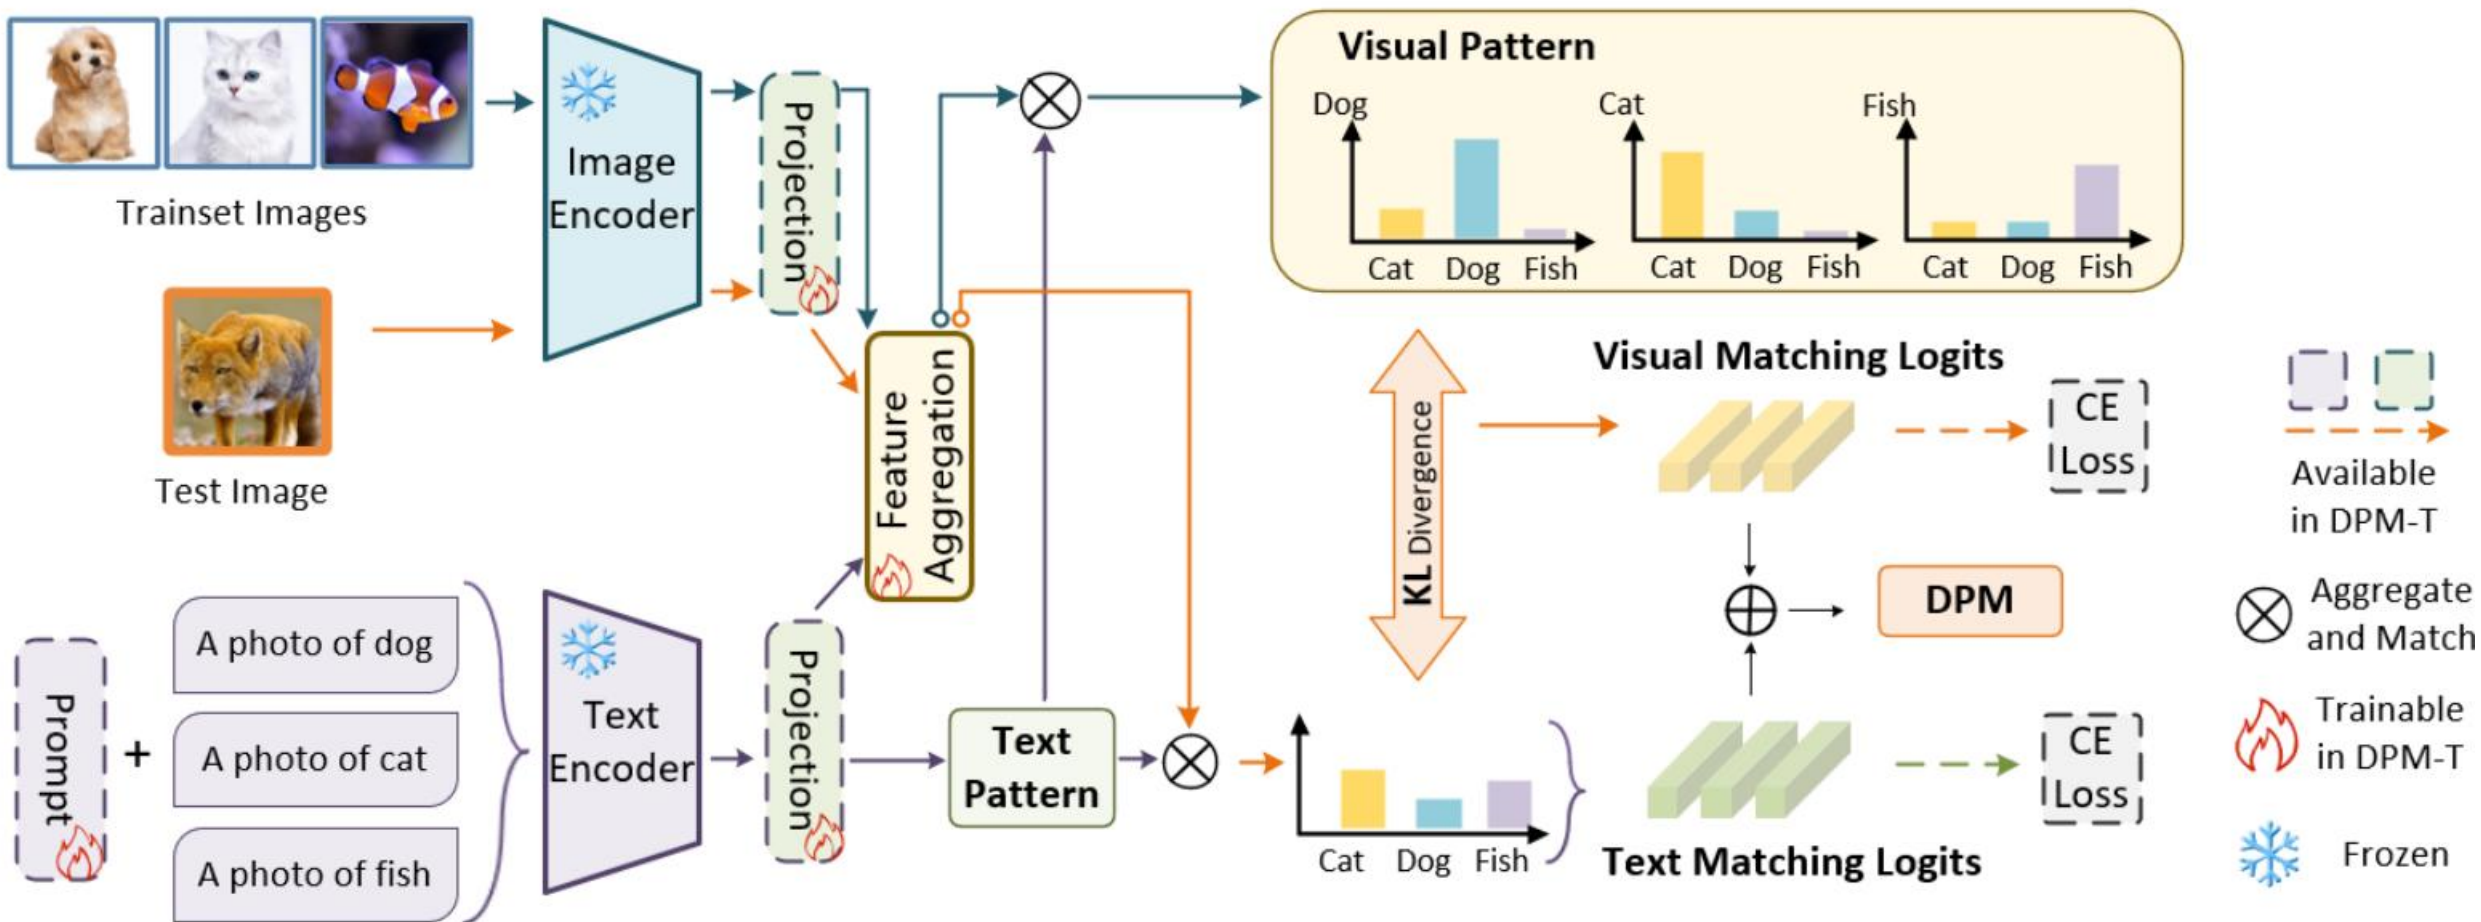 Trainset Images
Test Image
Prompt
+
A photo of dog
A photo of cat
A photo of fish
Image
Encoder
Text
Encoder
Projection
Projection
Feature
Aggregation
Text
Pattern
Visual Pattern
Dog
Cat Dog Fish
Cat
Cat Dog Fish
Fish
Cat Dog Fish
KL Divergence
Visual Matching Logits
CE
Loss
DPM
Cat Dog Fish
Text Matching Logits
CE
Loss
Available
in DPM-T
Aggregate
and Match
Trainable
in DPM-T
Frozen